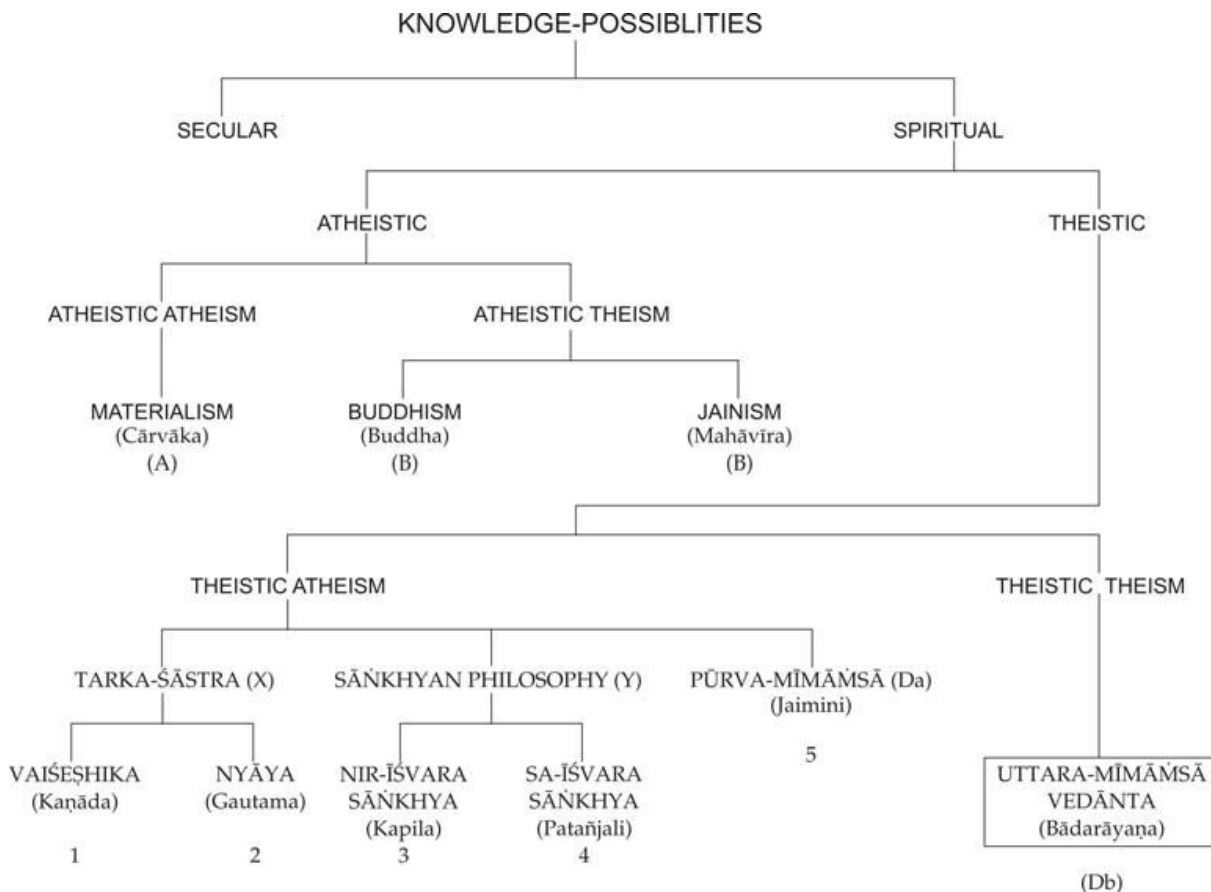 KNOWLEDGE-POSSIBLITIES
SECULAR
SPIRITUAL
ATHEISTIC
THEISTIC
ATHEISTIC ATHEISM
ATHEISTIC THEISM
MATERIALISM
(Cārvāka)
(A)
BUDDHISM
(Buddha)
(B)
JAINISM
(Mahāvīra)
(B)
THEISTIC ATHEISM
THEISTIC THEISM
TARKA-ŚĀSTRA (X)
SĀṄKHYAN PHILOSOPHY (Y)
PŪRVA-MĪMĀṀSĀ (Da)
(Jaimini)
5
VAIŚEṢHIKA
(Kaṇāda)
1
NYĀYA
(Gautama)
2
NIR-ĪŚVARA
SĀṄKHYA
(Kapila)
3
SA-ĪŚVARA
SĀṄKHYA
(Patañjali)
4
UTTARA-MĪMĀṀSĀ
VEDĀNTA
(Bādarāyaṇa)
(Db)